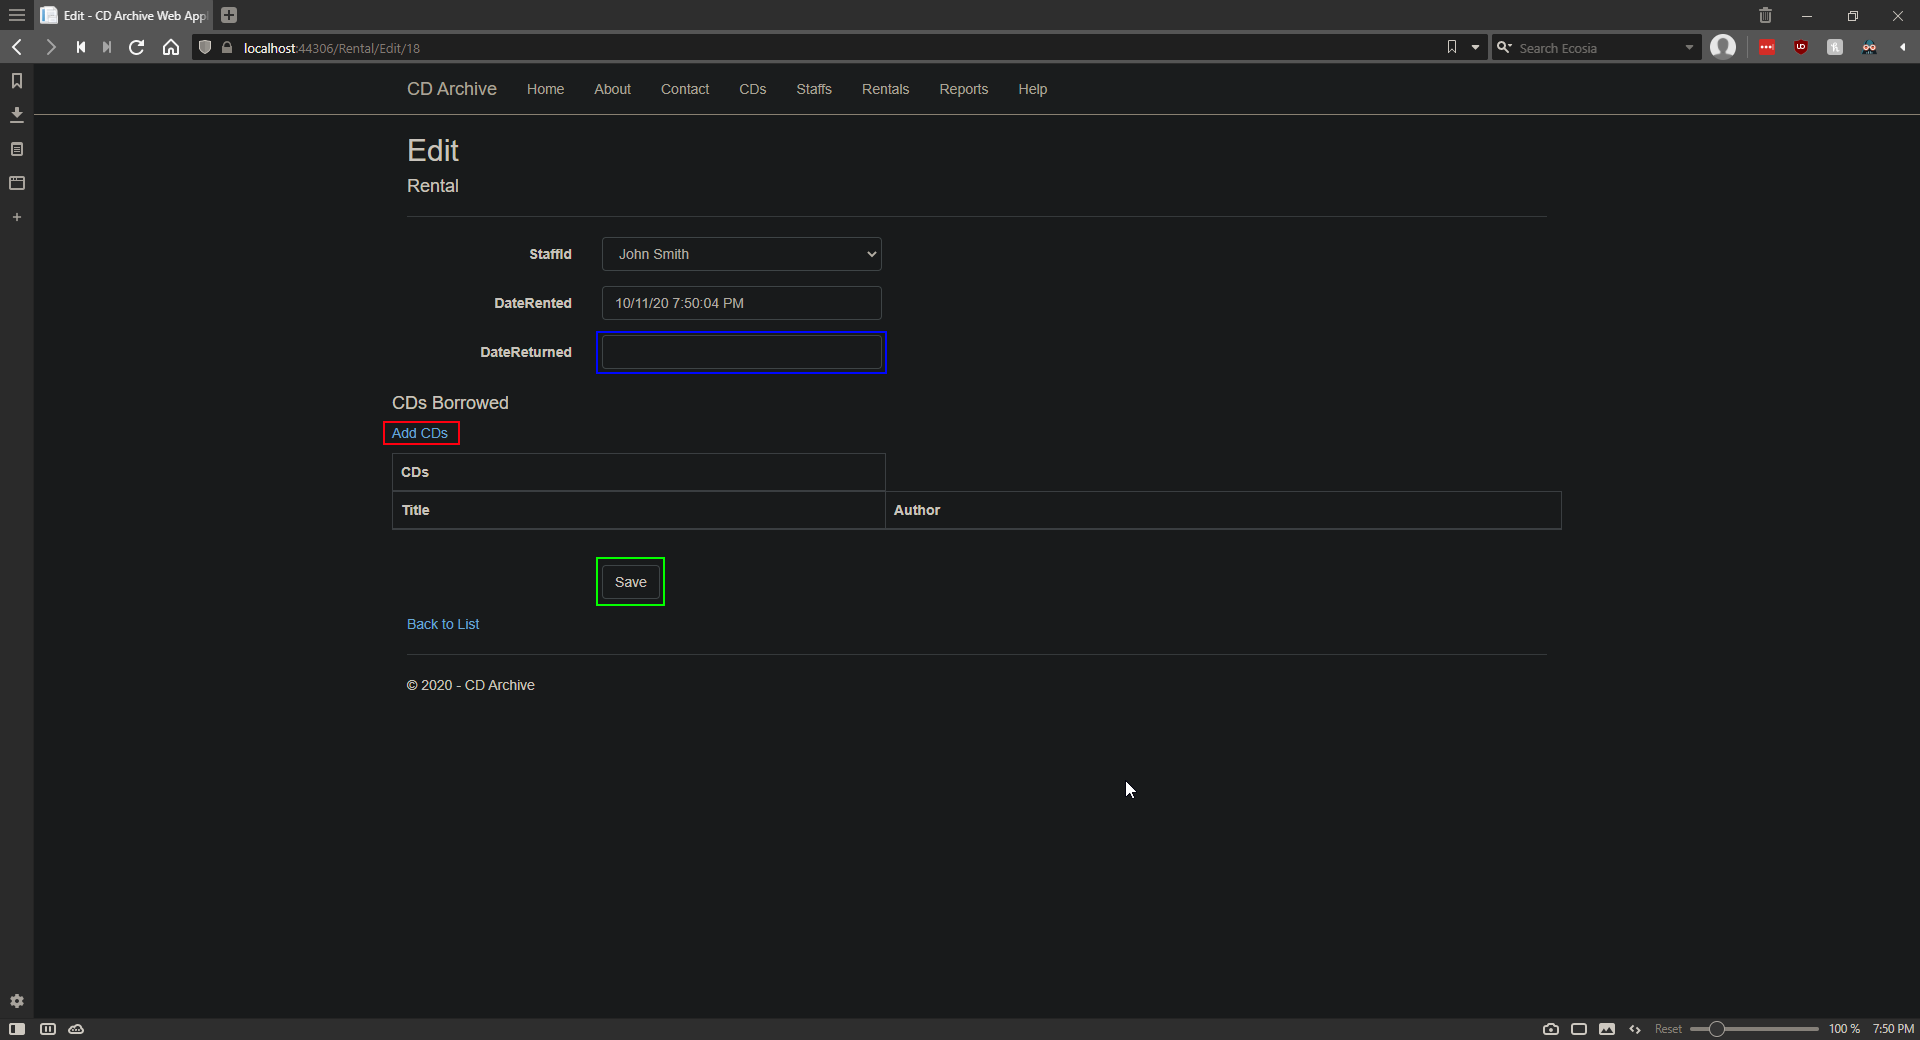 Edit - CD Archive Web Appl
localhost:44306/Rental/Edit/18
Search Ecosia
CD Archive Home About Contact CDs Staffs Rentals Reports Help
Edit
Rental
StaffId John Smith
DateRented 10/11/20 7:50:04 PM
DateReturned
CDs Borrowed
Add CDs
CDs
Title Author
Save
Back to List
© 2020 - CD Archive
Reset 100 % 7:50 PM